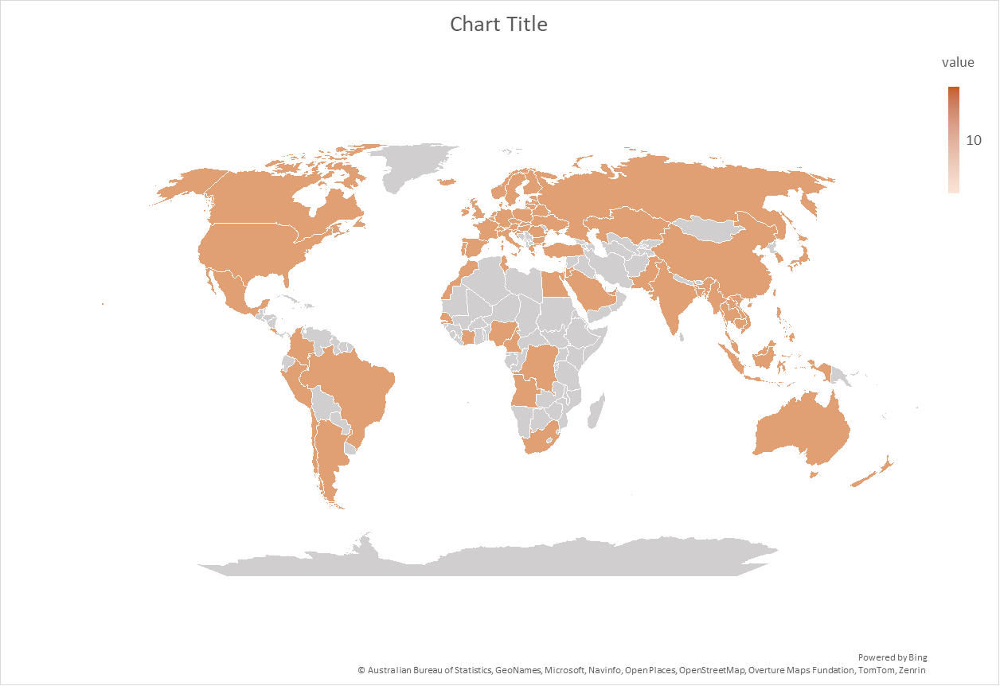 Chart Title
value
10
Powered by Bing
© Australian Bureau of Statistics, GeoNames, Microsoft, Navinfo, Open Places, OpenStreetMap, Overture Maps Fundation, TomTom, Zenrin